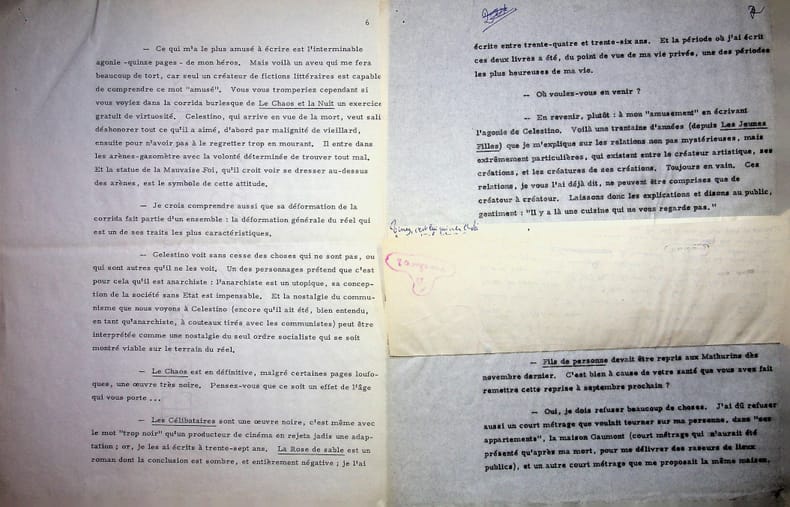 6
— Ce qui m'a le plus amusé à écrire est l'interminable
agonie -quinze pages - de mon héros. Mais voilà un aveu qui me fera
beaucoup de tort, car seul un créateur de fictions littéraires est capable
de comprendre ce mot "amusé". Vous vous tromperiez cependant si
vous voyiez dans la corrida burlesque de Le Chaos et la Nuit un exercice
gratuit de virtuosité. Celestino, qui arrive en vue de la mort, veut sali
déshonorer tout ce qu'il a aimé, d'abord par malignité de vieillard,
ensuite pour n'avoir pas à le regretter trop en mourant. Il entre dans
les arènes-gazomètre avec la volonté déterminée de trouver tout mal.
Et la statue de la Mauvaise Foi, qu'il croit voir se dresser au-dessus
des arènes, est le symbole de cette attitude.
— Je crois comprendre aussi que sa déformation de la
corrida fait partie d'un ensemble : la déformation générale du réel qui
est un de ses traits les plus caractéristiques.
— Celestino voit sans cesse des choses qui ne sont pas, ou
qui sont autres qu'il ne les voit. Un des personnages prétend que c'est
pour cela qu'il est anarchiste : l'anarchiste est un utopique, sa concep-
tion de la société sans Etat est impensable. Et la nostalgie du commu-
nisme que nous voyons à Celestino (encore qu'il ait été, bien entendu,
en tant qu'anarchiste, à couteaux tirés avec les communistes) peut être
interprétée comme une nostalgie du seul ordre socialiste qui se soit
montré viable sur le terrain du réel.
— Le Chaos est en définitive, malgré certaines pages loufo-
ques, une œuvre très noire. Pensez-vous que ce soit un effet de l'âge
qui vous porte ...
— Les Célibataires sont une œuvre noire, c'est même avec
le mot "trop noir" qu'un producteur de cinéma en rejeta jadis une adap-
tation ; or, je les ai écrits à trente-sept ans. La Rose de sable est un
roman dont la conclusion est sombre, et entièrement négative ; je l'ai
écrite entre trente-quatre et trente-six ans. Et la période où j'ai écrit
ces deux livres a été, du point de vue de ma vie privée, une des périodes
les plus heureuses de ma vie.
— Où voulez-vous en venir ?
— En revenir, plutôt : à mon "amusement" en écrivant
l'agonie de Celestino. Voilà une trantaine d'années (depuis Les Jeunes
Filles) que je m'explique sur les relations non pas mystérieuses, mais
extrêmement particulières, qui existent entre le créateur artistique, ses
créations, et les créatures de ses créations. Toujours en vain. Ces
relations, je vous l'ai déjà dit, ne peuvent être comprises que de
créateur à créateur. Laissons donc les explications et disons au public,
gentiment : "Il y a là une cuisine qui ne vous regarde pas."
— Fils de personne devait être repris aux Mathurins dès
novembre dernier. C'est bien à cause de votre santé que vous avez fait
remettre cette reprise à septembre prochain ?
— Oui, je dois refuser beaucoup de choses. J'ai dû refuser
aussi un court métrage que voulait tourner sur ma personne, dans "ses
appartements", la maison Gaumont (court métrage qui n'aurait été
présenté qu'après ma mort, pour me délivrer des raseurs de lieux
publics), et un autre court métrage que me proposait la même maison,